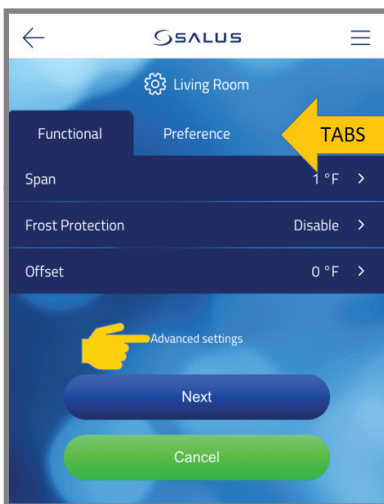 SALUS
Living Room
Functional Preference TABS
Span 1 °F >
Frost Protection Disable >
Offset 0 °F >
Advanced settings
Next
Cancel